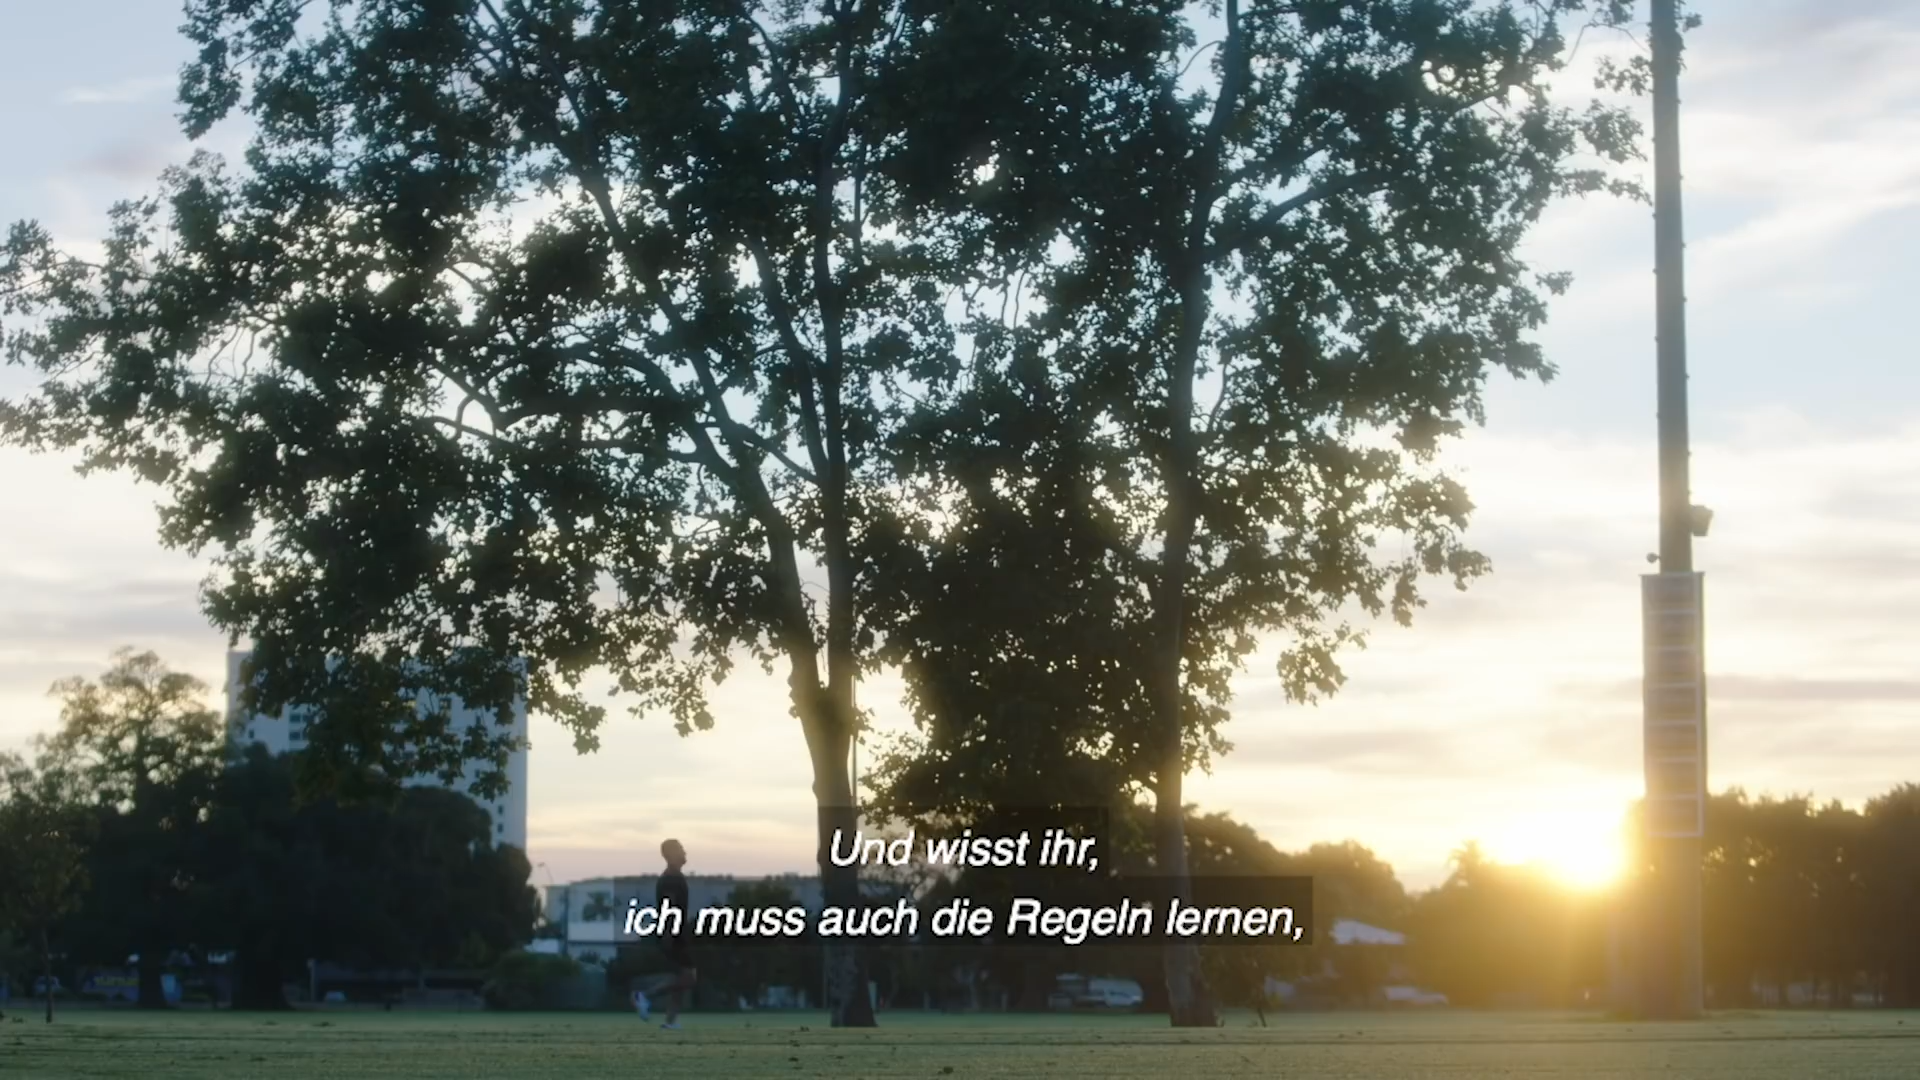 Und wisst ihr,
ich muss auch die Regeln lernen,